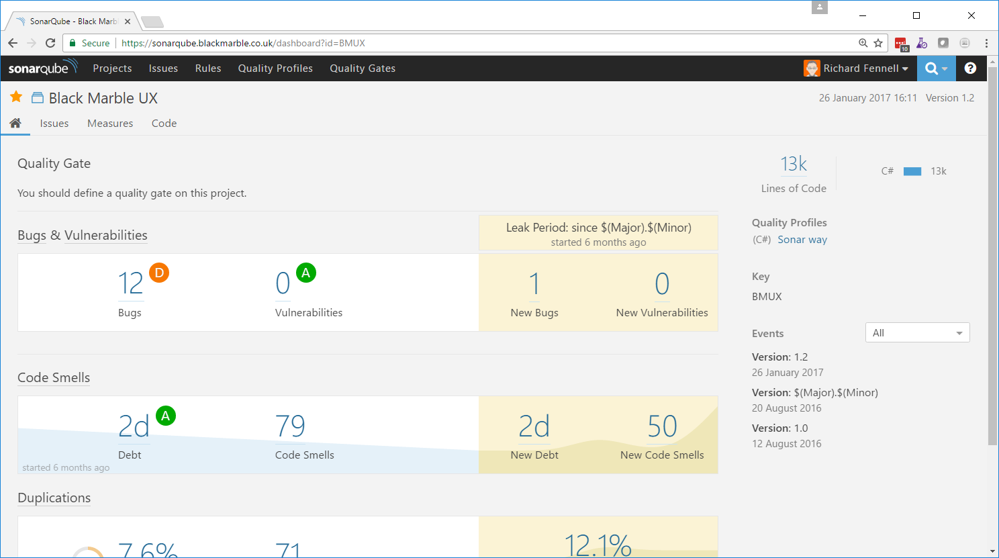 SonarQube - Black Marb
Secure https://sonarqube.blackmarble.co.uk/dashboard?id=BMUX
10
sonarqube Projects Issues Rules Quality Profiles Quality Gates Richard Fennell ?
Black Marble UX 26 January 2017 16:11 Version 1.2
Issues Measures Code
Quality Gate
You should define a quality gate on this project.
Bugs & Vulnerabilities
Leak Period: since $(Major).$(Minor)
started 6 months ago
12 D 0 A 1 0
Bugs Vulnerabilities New Bugs New Vulnerabilities
Code Smells
2d A 79 2d 50
Debt Code Smells New Debt New Code Smells
started 6 months ago
Duplications
7.6% 71 12.1%
13k
Lines of Code
C# 13k
Quality Profiles
(C#) Sonar way
Key
BMUX
Events All
Version: 1.2
26 January 2017
Version: $(Major).$(Minor)
20 August 2016
Version: 1.0
12 August 2016